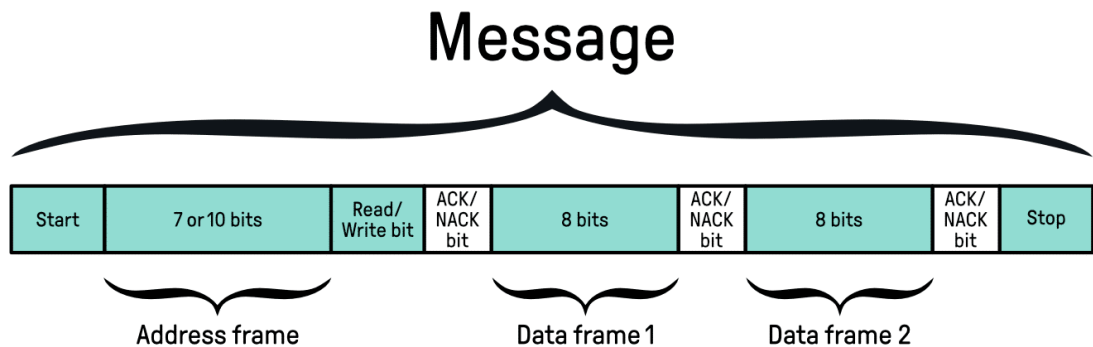 Message
Start
7 or 10 bits
Read/
Write bit
ACK/
NACK
bit
8 bits
ACK/
NACK
bit
8 bits
ACK/
NACK
bit
Stop
Address frame
Data frame 1
Data frame 2